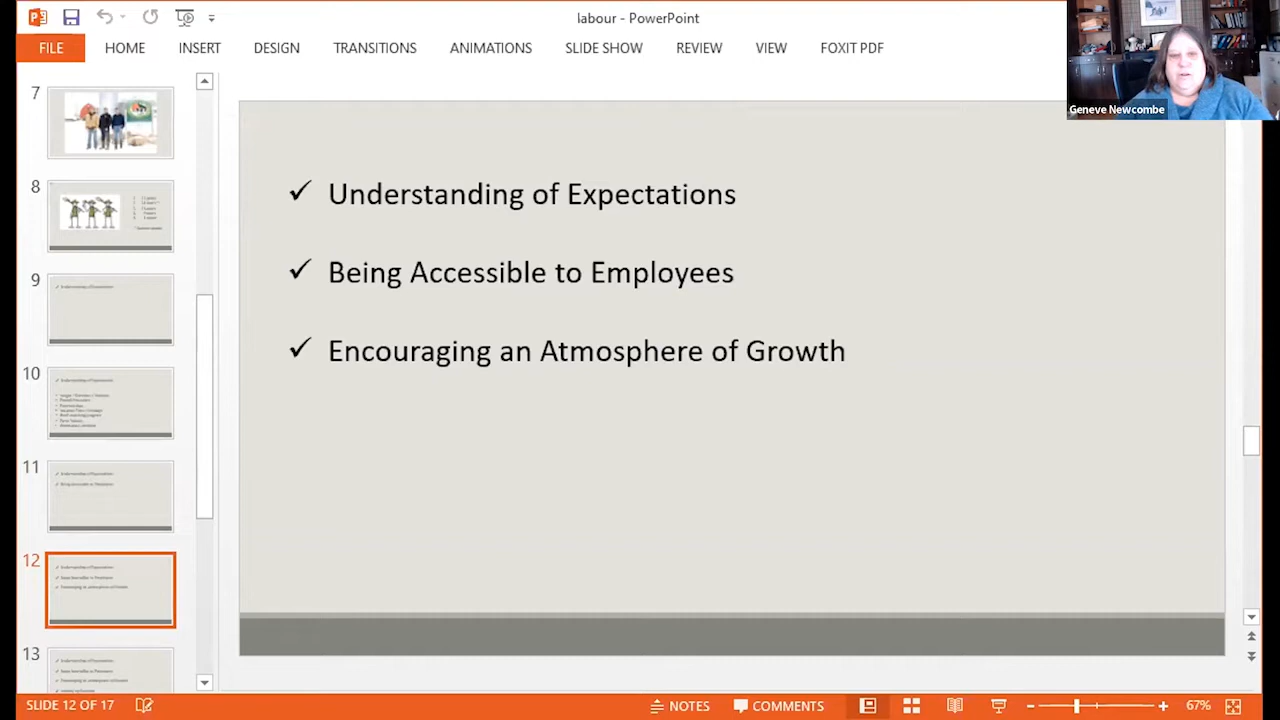 labour - PowerPoint
FILE HOME INSERT DESIGN TRANSITIONS ANIMATIONS SLIDE SHOW REVIEW VIEW FOXIT PDF
Geneve Newcombe
7
8
9
10
11
12
13
✓ Understanding of Expectations
✓ Being Accessible to Employees
✓ Encouraging an Atmosphere of Growth
SLIDE 12 OF 17 NOTES COMMENTS 67%